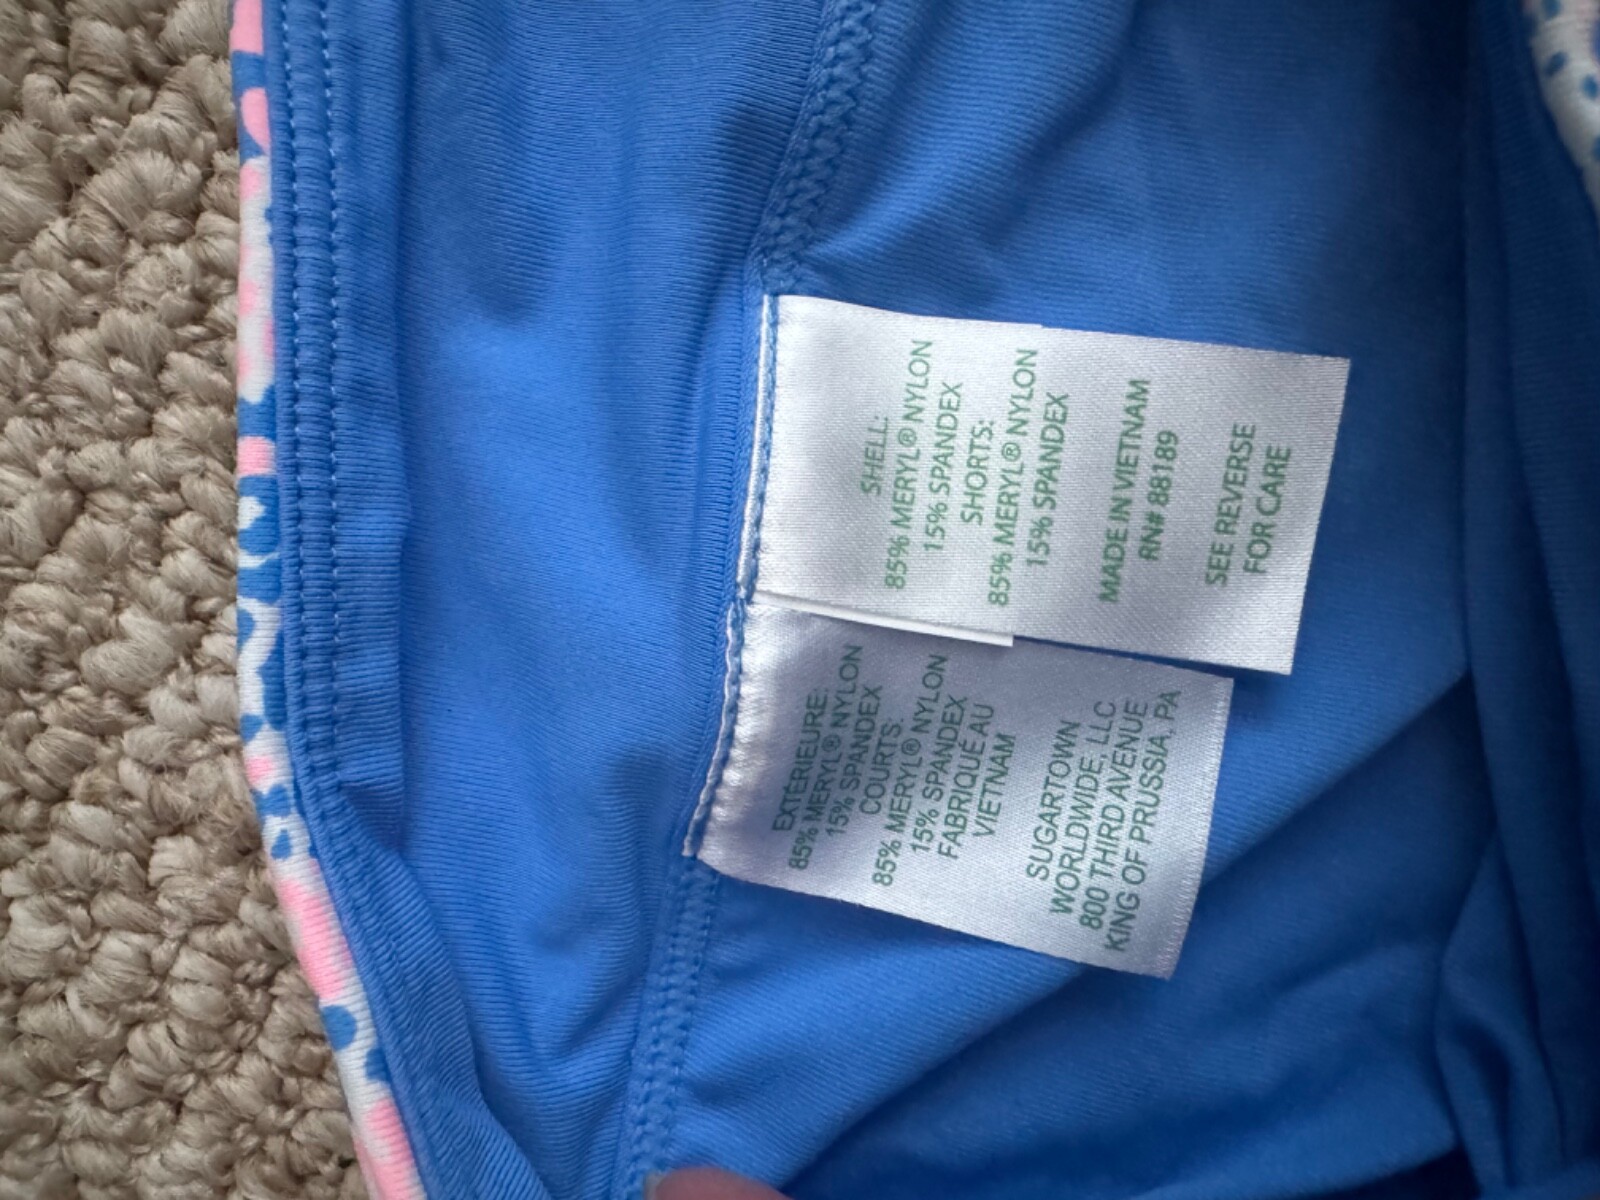 SHELL:
85% MERYL® NYLON
15% SPANDEX
SHORTS:
85% MERYL® NYLON
15% SPANDEX
MADE IN VIETNAM
RN# 88189
SEE REVERSE
FOR CARE
EXTÉRIEURE:
85% MERYL® NYLON
15% SPANDEX
COURTS:
85% MERYL® NYLON
15% SPANDEX
FABRIQUÉ AU
VIETNAM
SUGARTOWN
WORLDWIDE, LLC
800 THIRD AVENUE
KING OF PRUSSIA, PA